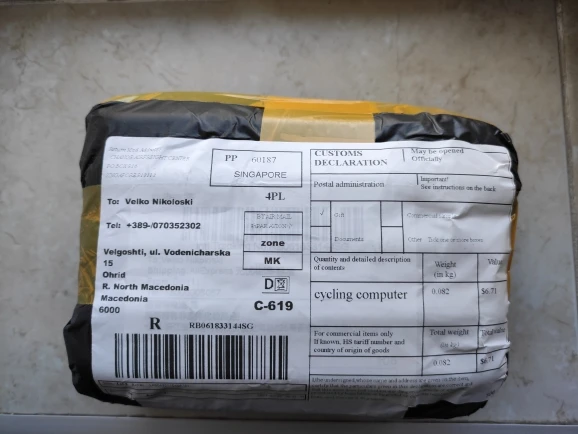 PP 60187
SINGAPORE
4PL
To: Velko Nikoloski
Tel: +389-/070352302
zone
MK
Velgoshti, ul. Vodenicharska
15
Ohrid
R. North Macedonia
Macedonia
6000
D
C-619
R RB061833144SG
CUSTOMS
DECLARATION
May be opened
Officially
Postal administration
Important!
See instructions on the back
Gift
Documents
Quantity and detailed description
of contents
Weight
(in kg)
Value
cycling computer
0.082
$6.71
For commercial items only
If known, HS tariff number and
country of origin of goods
Total weight
(in kg)
Total
0.082
$6.71